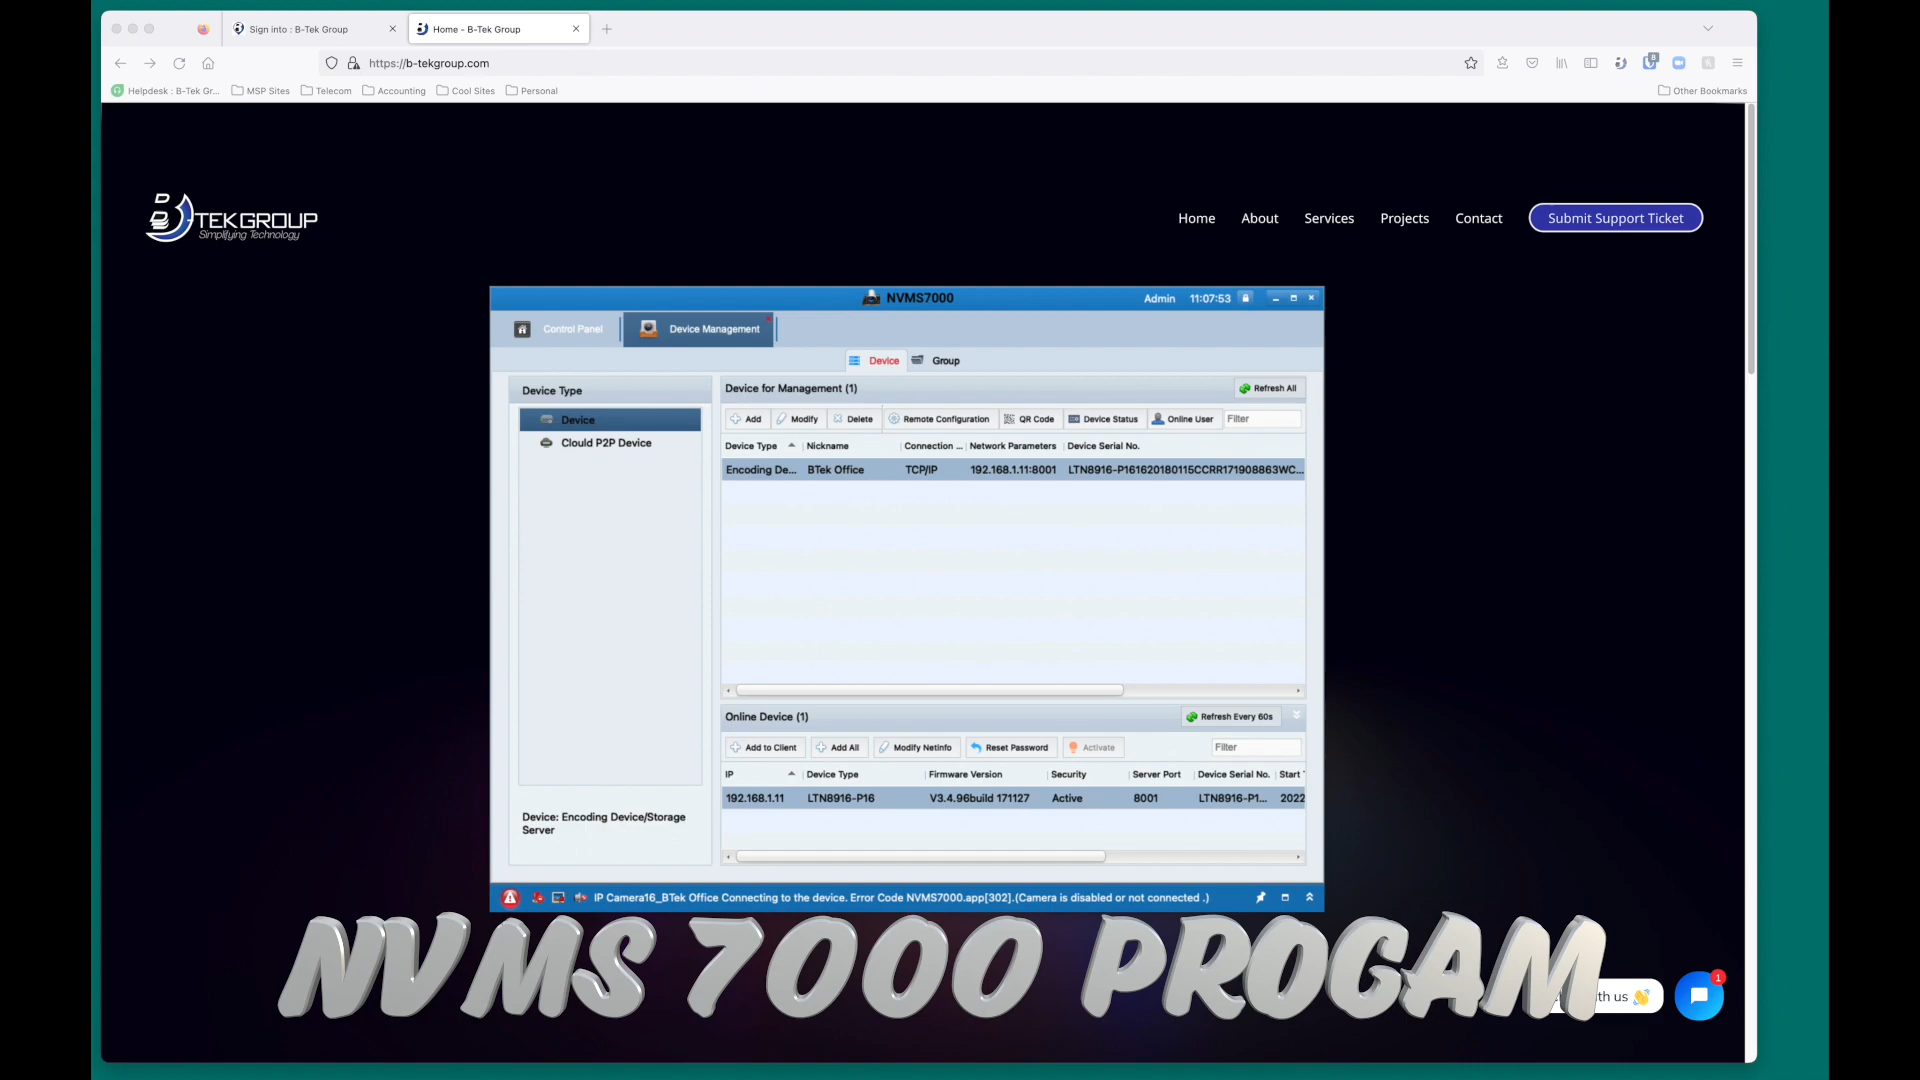 Sign into : B-Tek Group
Home - B-Tek Group
https://b-tekgroup.com
8
Helpdesk : B-Tek Gr...
MSP Sites
Telecom
Accounting
Cool Sites
Personal
Other Bookmarks
B-TEK GROUP
Simplifying Technology
Home
About
Services
Projects
Contact
Submit Support Ticket
NVMS7000
Admin
11:07:53
Control Panel
Device Management
Device
Group
Device Type
Device
Clould P2P Device
Device: Encoding Device/Storage
Server
Device for Management (1)
Refresh All
Add
Modify
Delete
Remote Configuration
QR Code
Device Status
Online User
Filter
Device Type
Nickname
Connection ...
Network Parameters
Device Serial No.
Encoding De...
BTek Office
TCP/IP
192.168.1.11:8001
LTN8916-P161620180115CCRR171908863WC...
Online Device (1)
Refresh Every 60s
Add to Client
Add All
Modify Netinfo
Reset Password
Activate
Filter
IP
Device Type
Firmware Version
Security
Server Port
Device Serial No.
Start
192.168.1.11
LTN8916-P16
V3.4.96build 171127
Active
8001
LTN8916-P1...
2022
IP Camera16_BTek Office Connecting to the device. Error Code NVMS7000.app[302].(Camera is disabled or not connected .)
NVMS 7000 PROGAM
us 👋
1